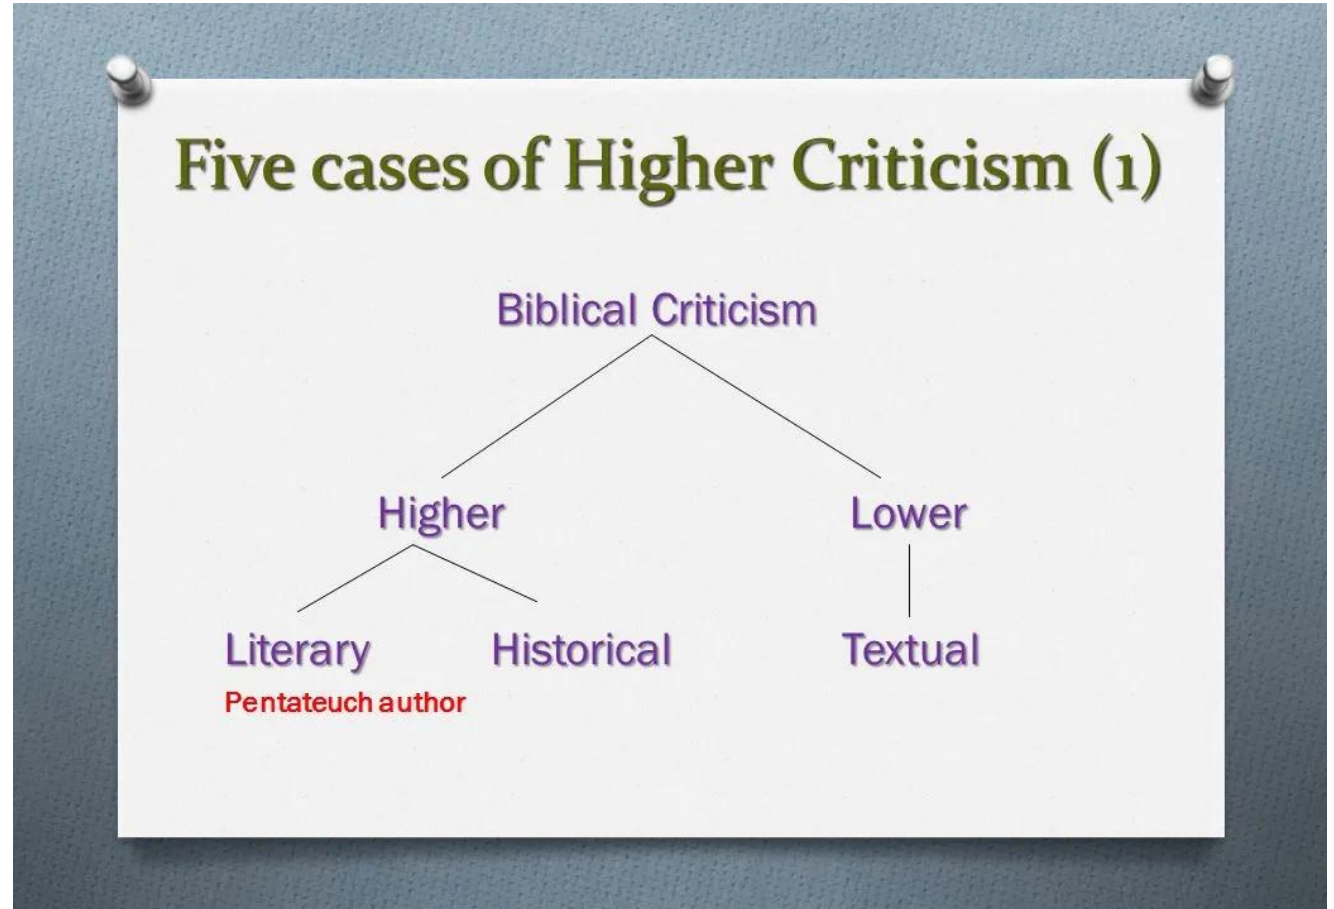 Five cases of Higher Criticism (1)
Biblical Criticism
Higher
Lower
Literary
Historical
Textual
Pentateuch author